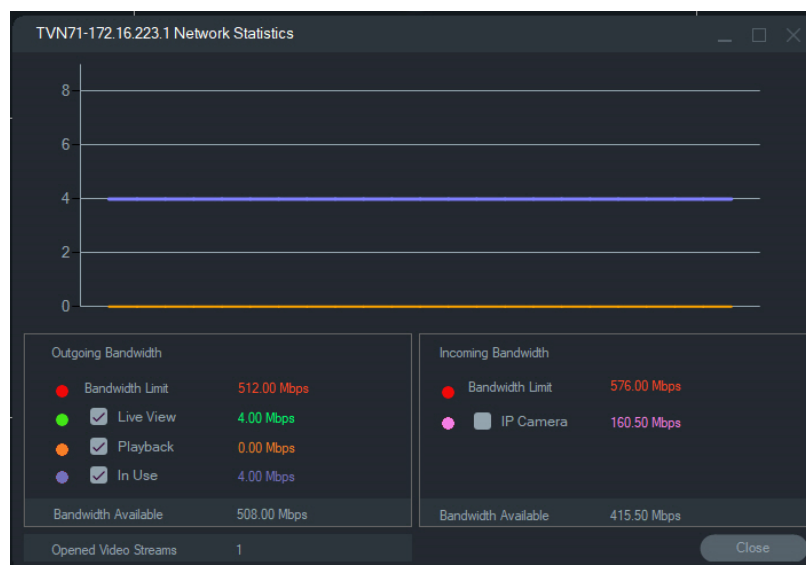 TVN71-172.16.223.1 Network Statistics
8
6
4
2
0
Outgoing Bandwidth
Bandwidth Limit 512.00 Mbps
Live View 4.00 Mbps
Playback 0.00 Mbps
In Use 4.00 Mbps
Bandwidth Available 508.00 Mbps
Opened Video Streams 1
Incoming Bandwidth
Bandwidth Limit 576.00 Mbps
IP Camera 160.50 Mbps
Bandwidth Available 415.50 Mbps
Close